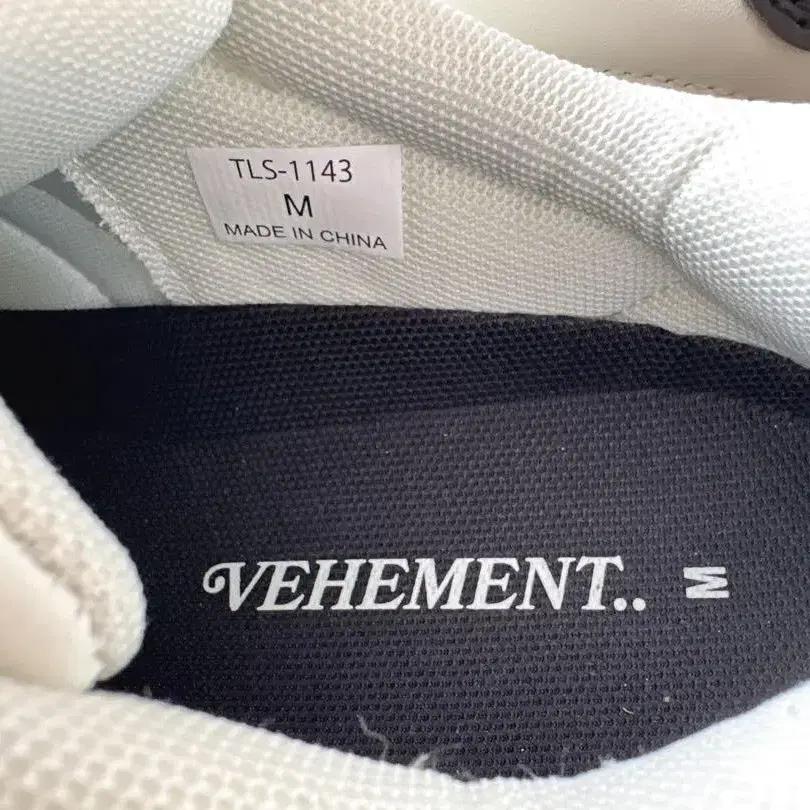 TLS-1143
M
MADE IN CHINA
VEHEMENT.. M